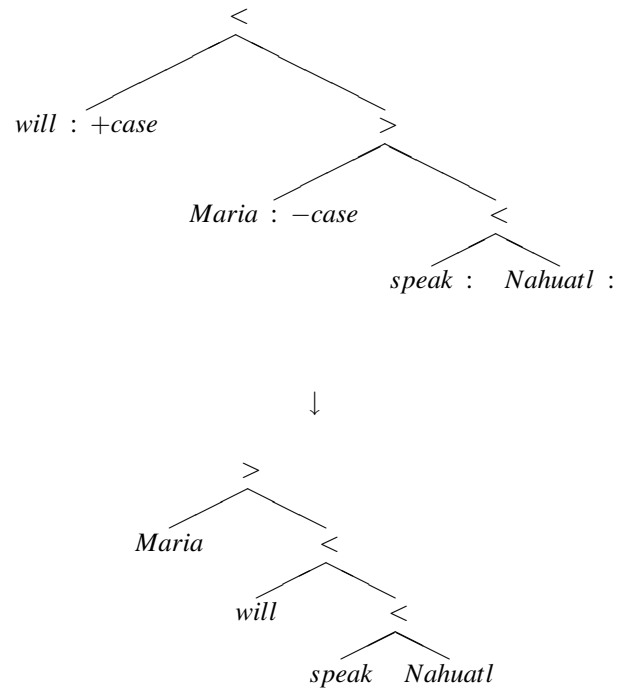 <
will : +case
>
Maria : −case
<
speak : Nahuatl :
↓
>
Maria
<
will
<
speak Nahuatl